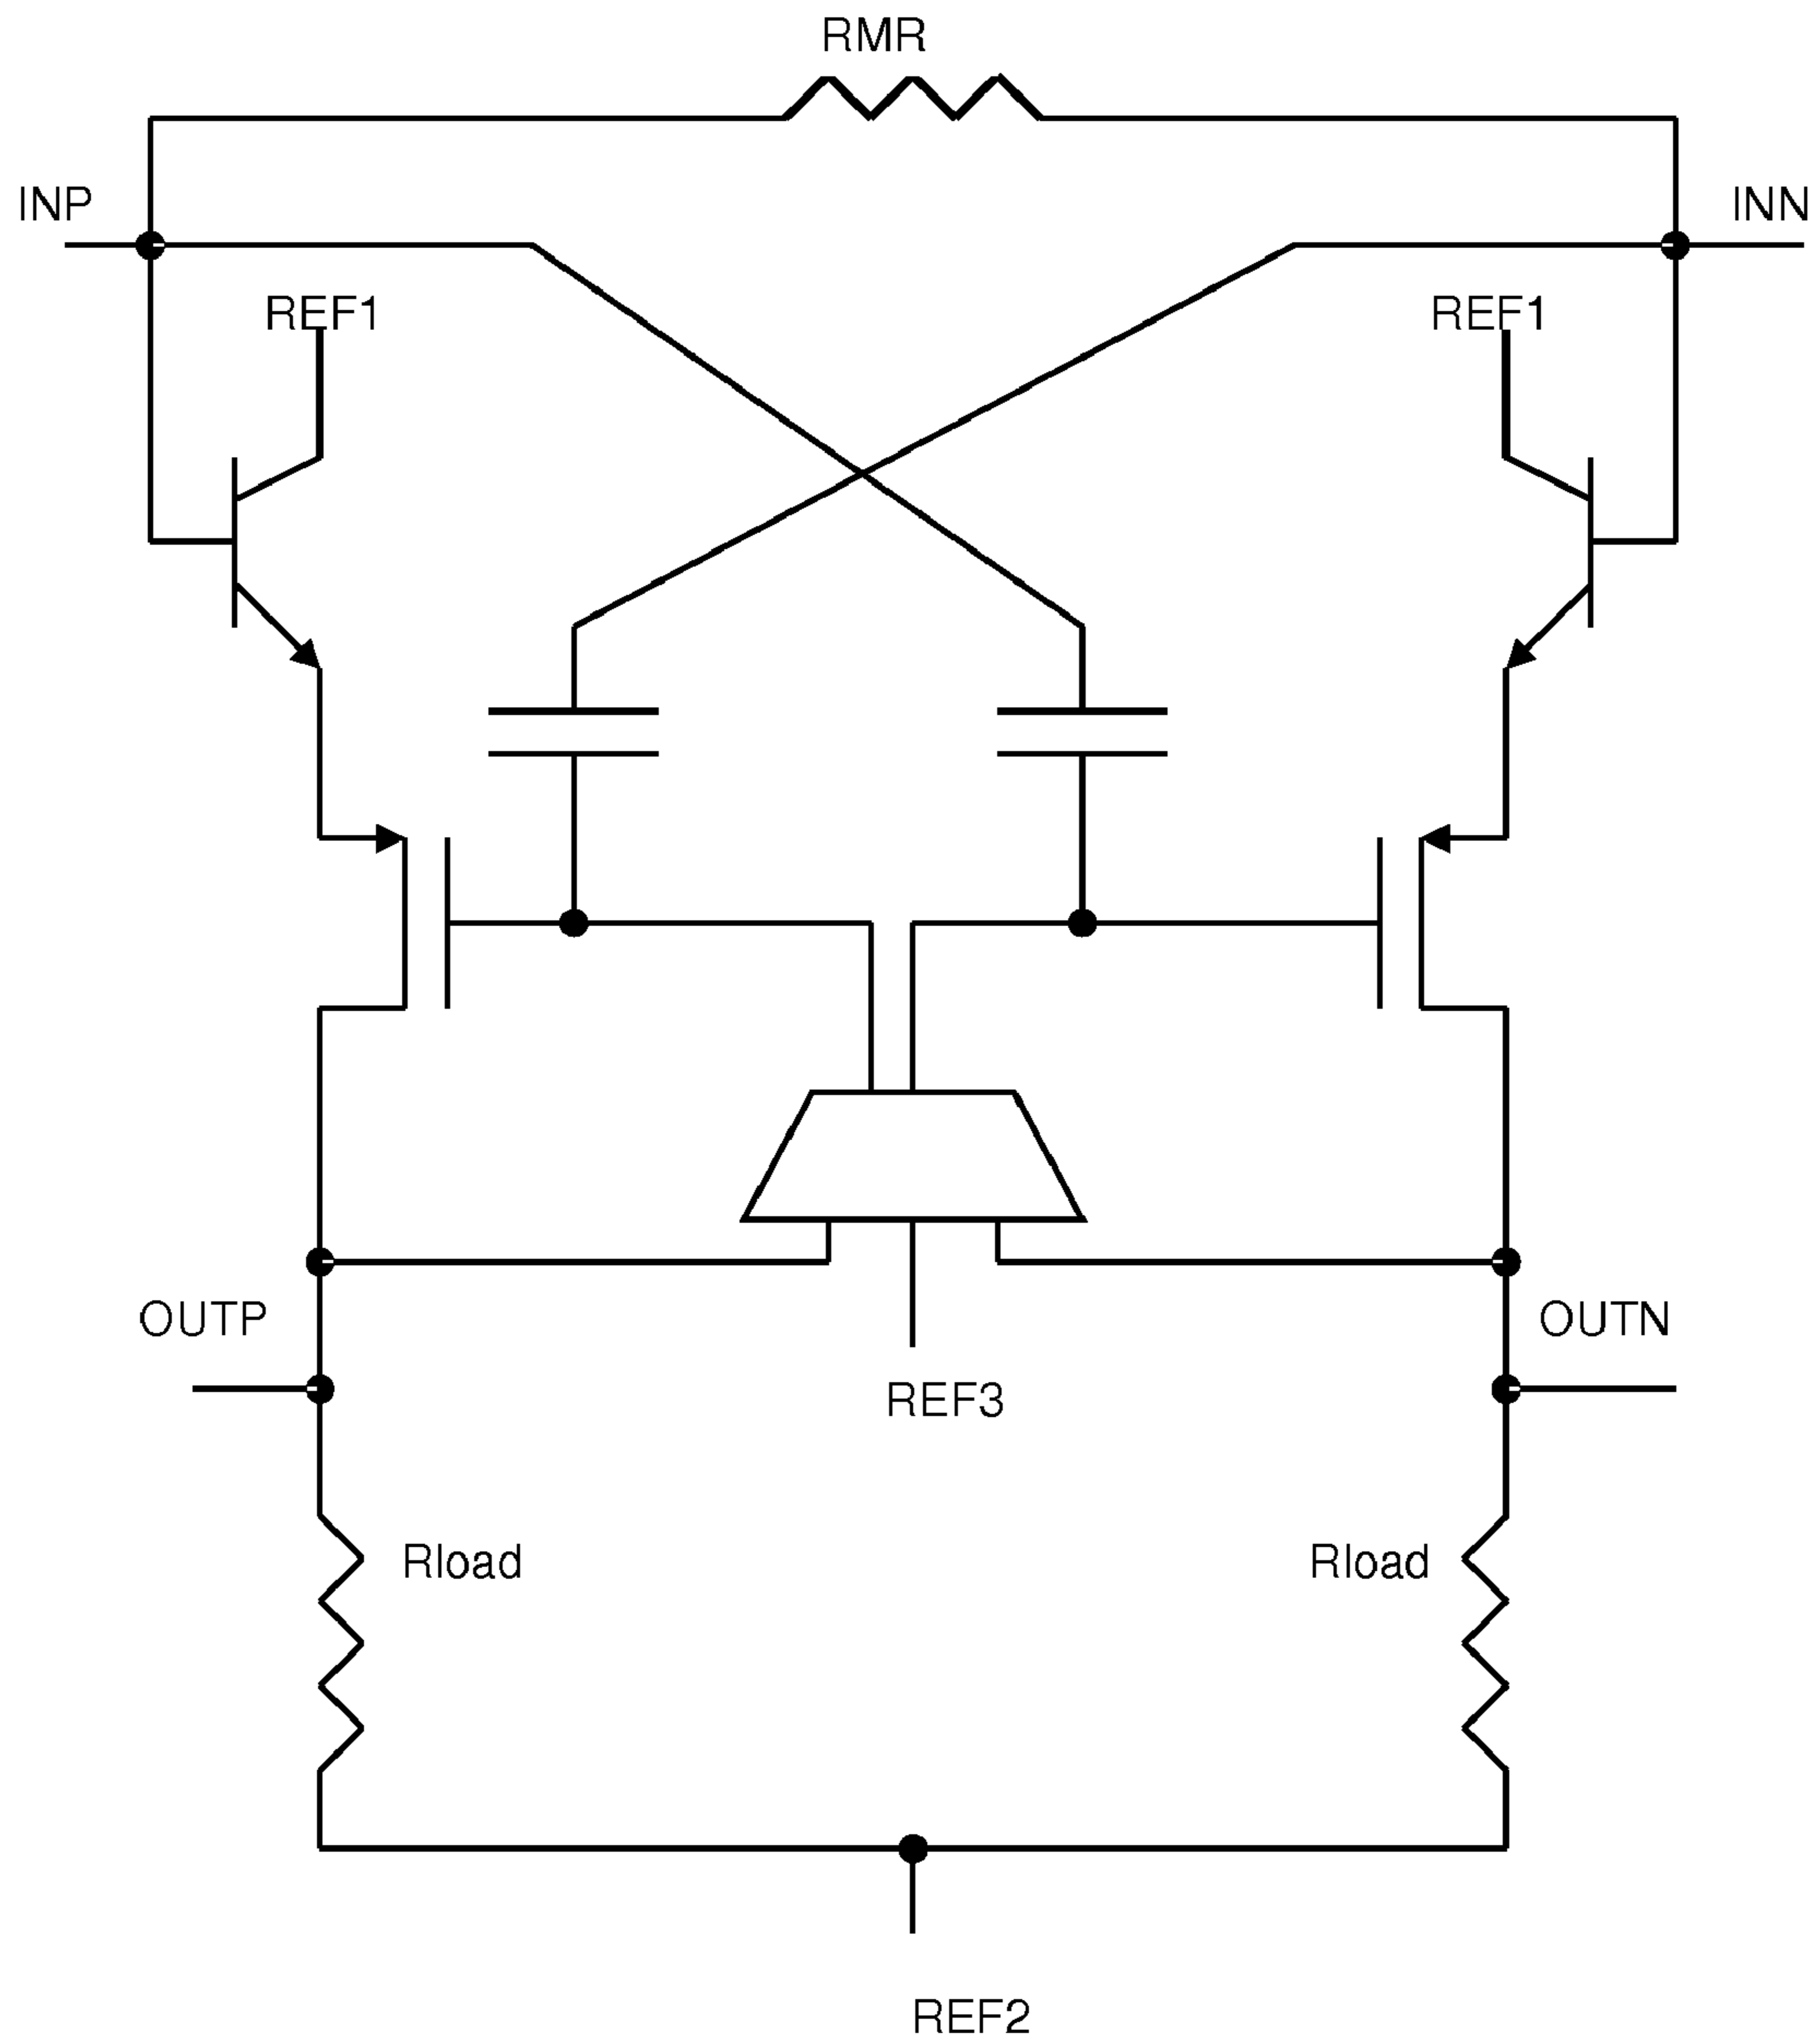 RMR
INP
INN
REF1
REF1
OUTP
OUTN
REF3
Rload
Rload
REF2